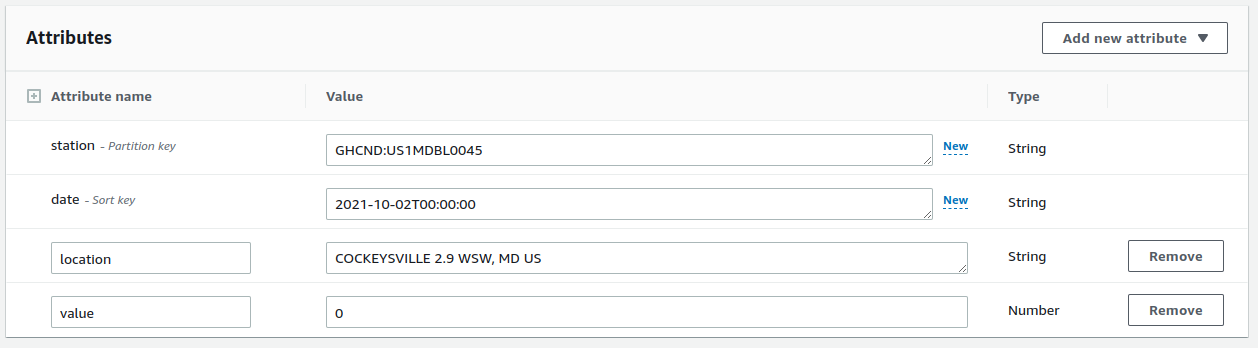 Attributes
Add new attribute
Attribute name Value Type
station - Partition key GHCND:US1MDBL0045 New String
date - Sort key 2021-10-02T00:00:00 New String
location COCKEYSVILLE 2.9 WSW, MD US String Remove
value 0 Number Remove